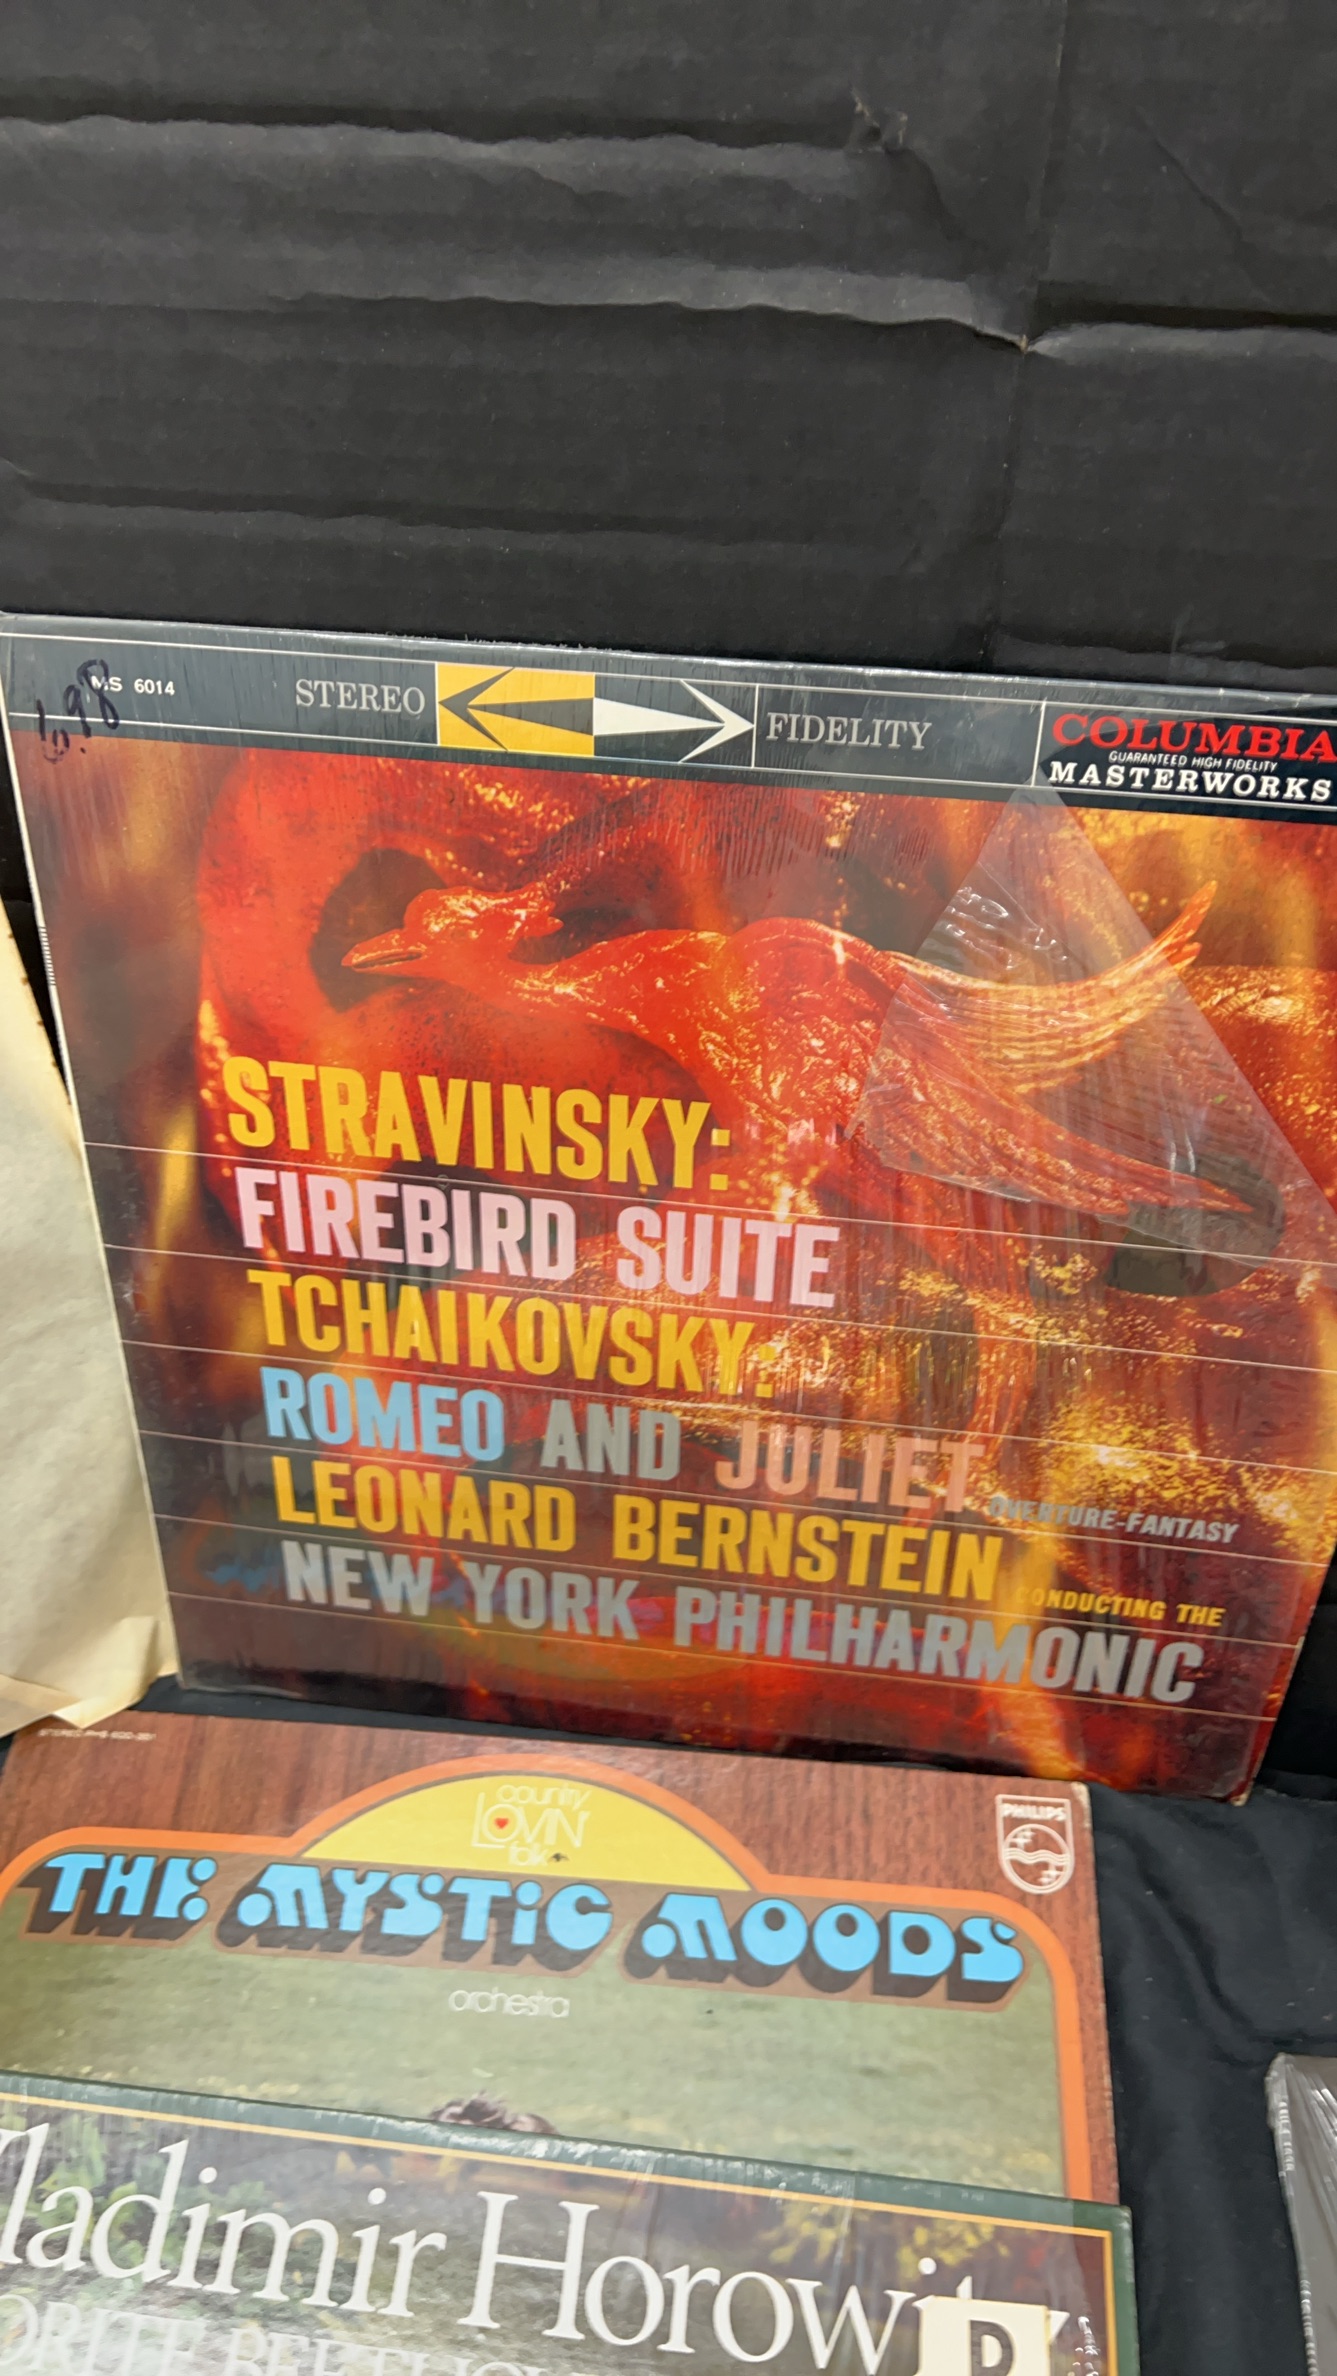 6.98
MS 6014
STEREO FIDELITY
COLUMBIA
GUARANTEED HIGH FIDELITY
MASTERWORKS
STRAVINSKY:
FIREBIRD SUITE
TCHAIKOVSKY:
ROMEO AND JULIET OVERTURE-FANTASY
LEONARD BERNSTEIN CONDUCTING THE
NEW YORK PHILHARMONIC
country
LOVIN'
folk
PHILIPS
THE MYSTIC MOODS
orchestra
ladimir Horowitz
D